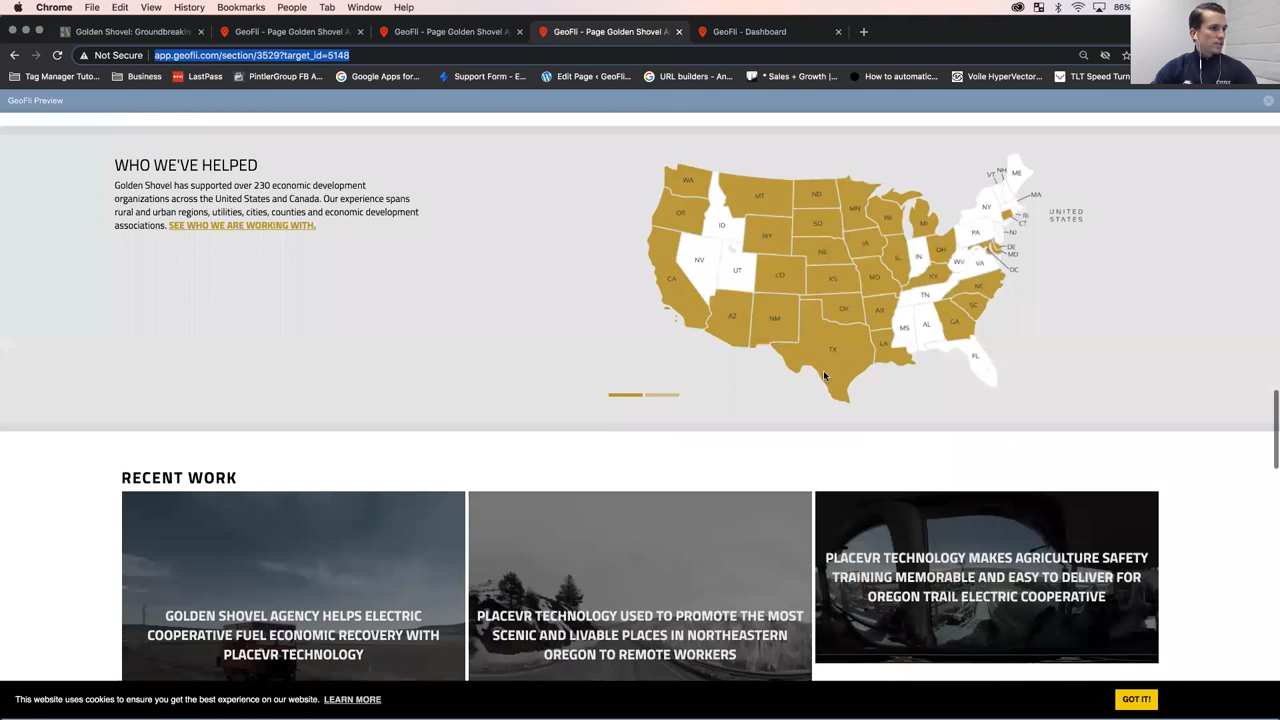 Chrome File Edit View History Bookmarks People Tab Window Help 86%
Golden Shovel: Groundbreakin
GeoFli - Page Golden Shovel A
GeoFli - Page Golden Shovel A
GeoFli - Page Golden Shovel A
GeoFli - Dashboard
Not Secure app.geofli.com/section/3529?target_id=5148
Tag Manager Tuto... Business LastPass PintlerGroup FB A... Google Apps for... Support Form - E... Edit Page < GeoFli... URL builders - An... * Sales + Growth |... How to automatic... Voile HyperVector... TLT Speed Turn
GeoFli Preview
WHO WE'VE HELPED
Golden Shovel has supported over 230 economic development
organizations across the United States and Canada. Our experience spans
rural and urban regions, utilities, cities, counties and economic development
associations. SEE WHO WE ARE WORKING WITH.
WA MT ND MN VT NH ME
OR ID SD WI MI NY MA
RI
CT
WY IA PA NJ
NV NE IL IN OH DE
MD
CA UT CO KS MO KY WV VA DC
AZ NM OK AR TN NC
SC
TX LA MS AL GA
FL
UNITED
STATES
RECENT WORK
GOLDEN SHOVEL AGENCY HELPS ELECTRIC
COOPERATIVE FUEL ECONOMIC RECOVERY WITH
PLACEVR TECHNOLOGY
PLACEVR TECHNOLOGY USED TO PROMOTE THE MOST
SCENIC AND LIVABLE PLACES IN NORTHEASTERN
OREGON TO REMOTE WORKERS
PLACEVR TECHNOLOGY MAKES AGRICULTURE SAFETY
TRAINING MEMORABLE AND EASY TO DELIVER FOR
OREGON TRAIL ELECTRIC COOPERATIVE
This website uses cookies to ensure you get the best experience on our website. LEARN MORE
GOT IT!